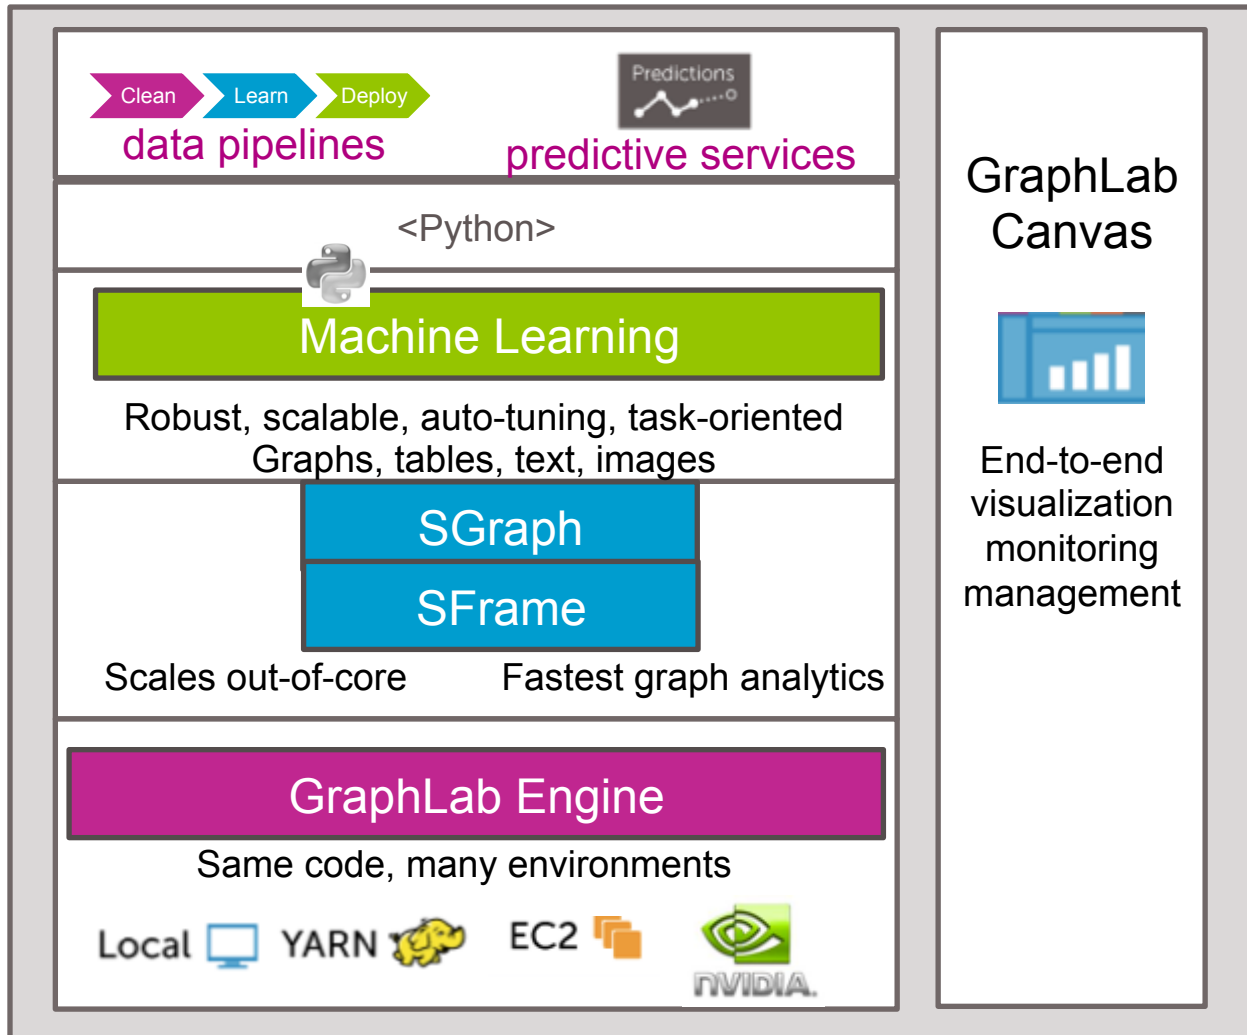 Clean Learn Deploy
data pipelines
Predictions
predictive services
<Python>
Machine Learning
Robust, scalable, auto-tuning, task-oriented
Graphs, tables, text, images
SGraph
SFrame
Scales out-of-core
Fastest graph analytics
GraphLab Engine
Same code, many environments
Local YARN EC2 NVIDIA.
GraphLab
Canvas
End-to-end
visualization
monitoring
management